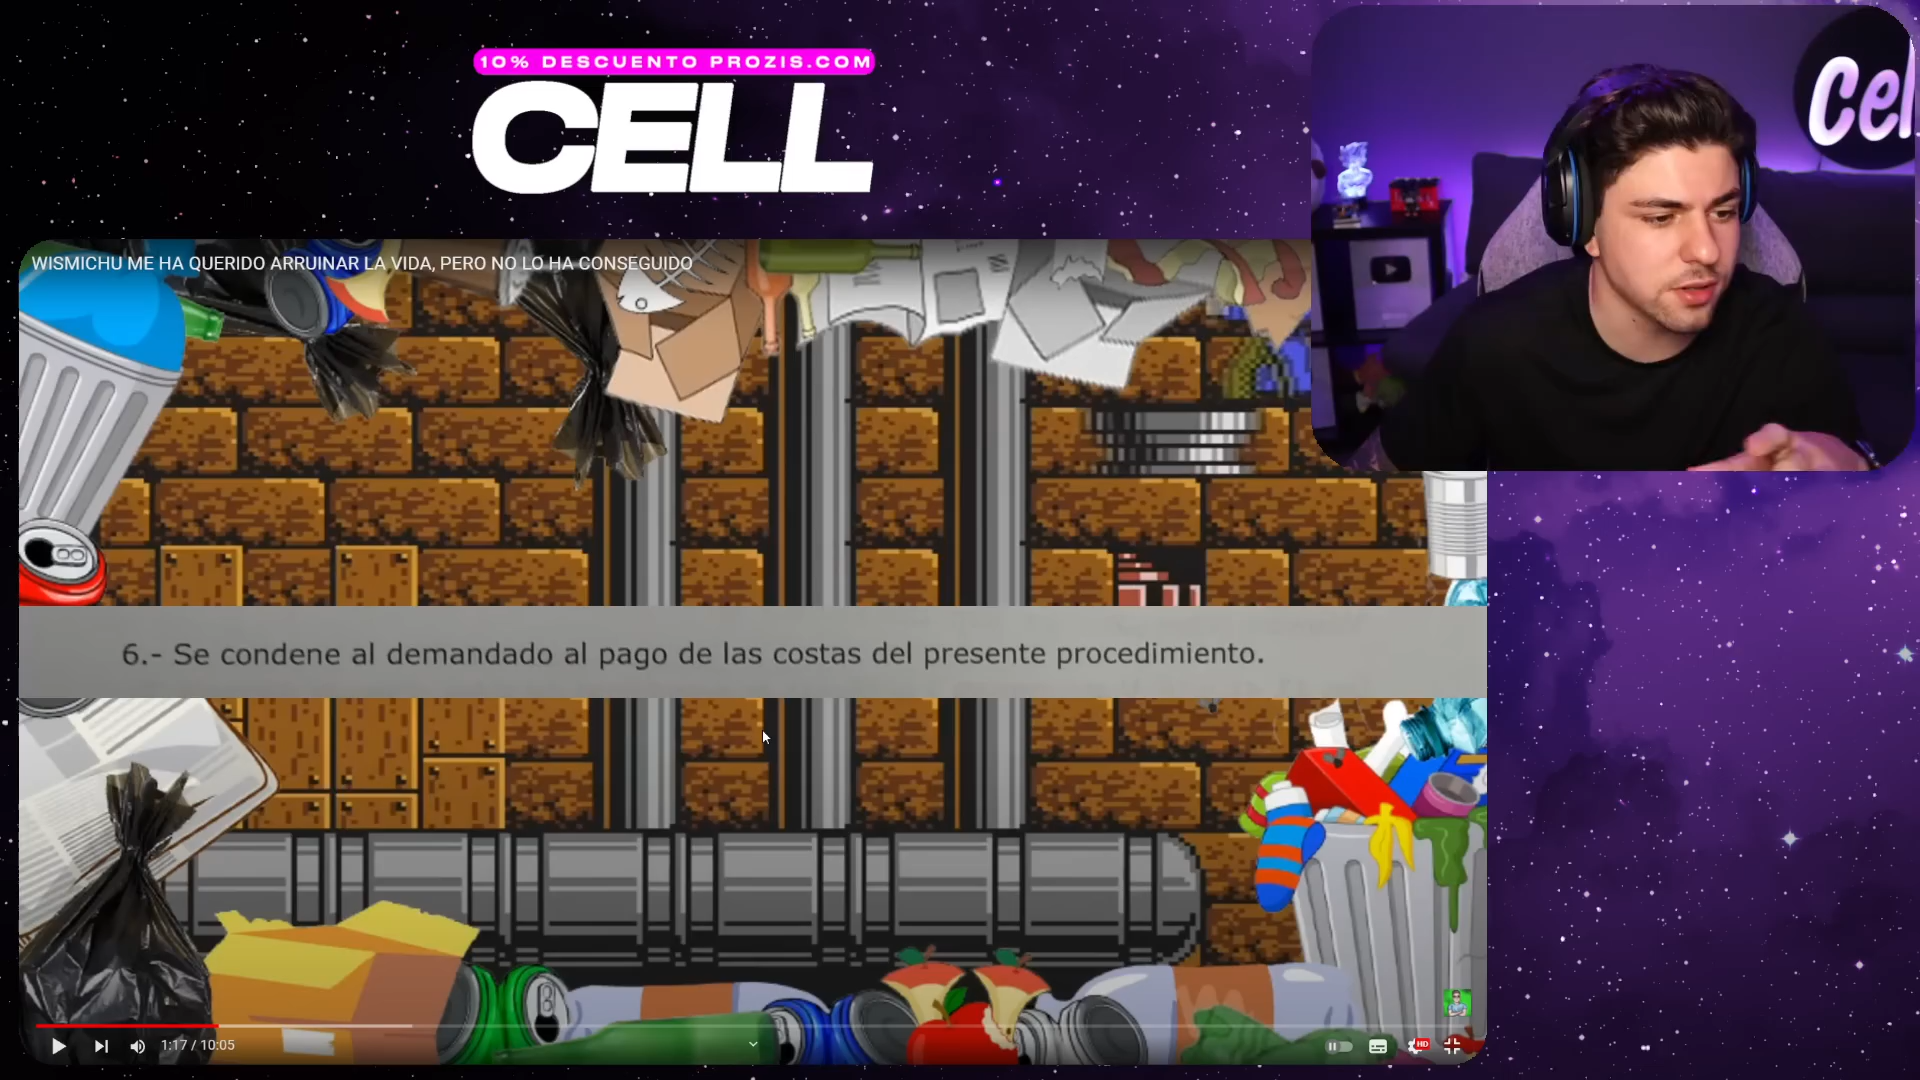 10% DESCUENTO PROZIS.COM
CELL
Cel
WISMICHU ME HA QUERIDO ARRUINAR LA VIDA, PERO NO LO HA CONSEGUIDO
6.- Se condene al demandado al pago de las costas del presente procedimiento.
1:17 / 10:05
HD